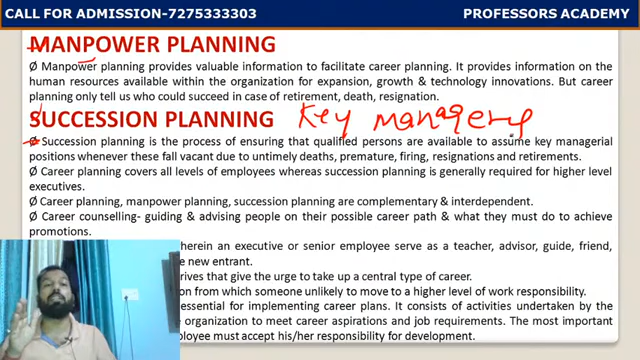 CALL FOR ADMISSION-7275333303 PROFESSORS ACADEMY
MANPOWER PLANNING
Ø Manpower planning provides valuable information to facilitate career planning. It provides information on the
human resources available within the organization for expansion, growth & technology innovations. But career
planning only tell us who could succeed in case of retirement, death, resignation.
SUCCESSION PLANNING Key managery
Ø Succession planning is the process of ensuring that qualified persons are available to assume key managerial
positions whenever these fall vacant due to untimely deaths, premature, firing, resignations and retirements.
Ø Career planning covers all levels of employees whereas succession planning is generally required for higher level
executives.
Ø Career planning, manpower planning, succession planning are complementary & interdependent.
Ø Career counselling- guiding & advising people on their possible career path & what they must do to achieve
promotions.
wherein an executive or senior employee serve as a teacher, advisor, guide, friend,
new entrant.
drives that give the urge to take up a central type of career.
from which someone unlikely to move to a higher level of work responsibility.
essential for implementing career plans. It consists of activities undertaken by the
organization to meet career aspirations and job requirements. The most important
employee must accept his/her responsibility for development.